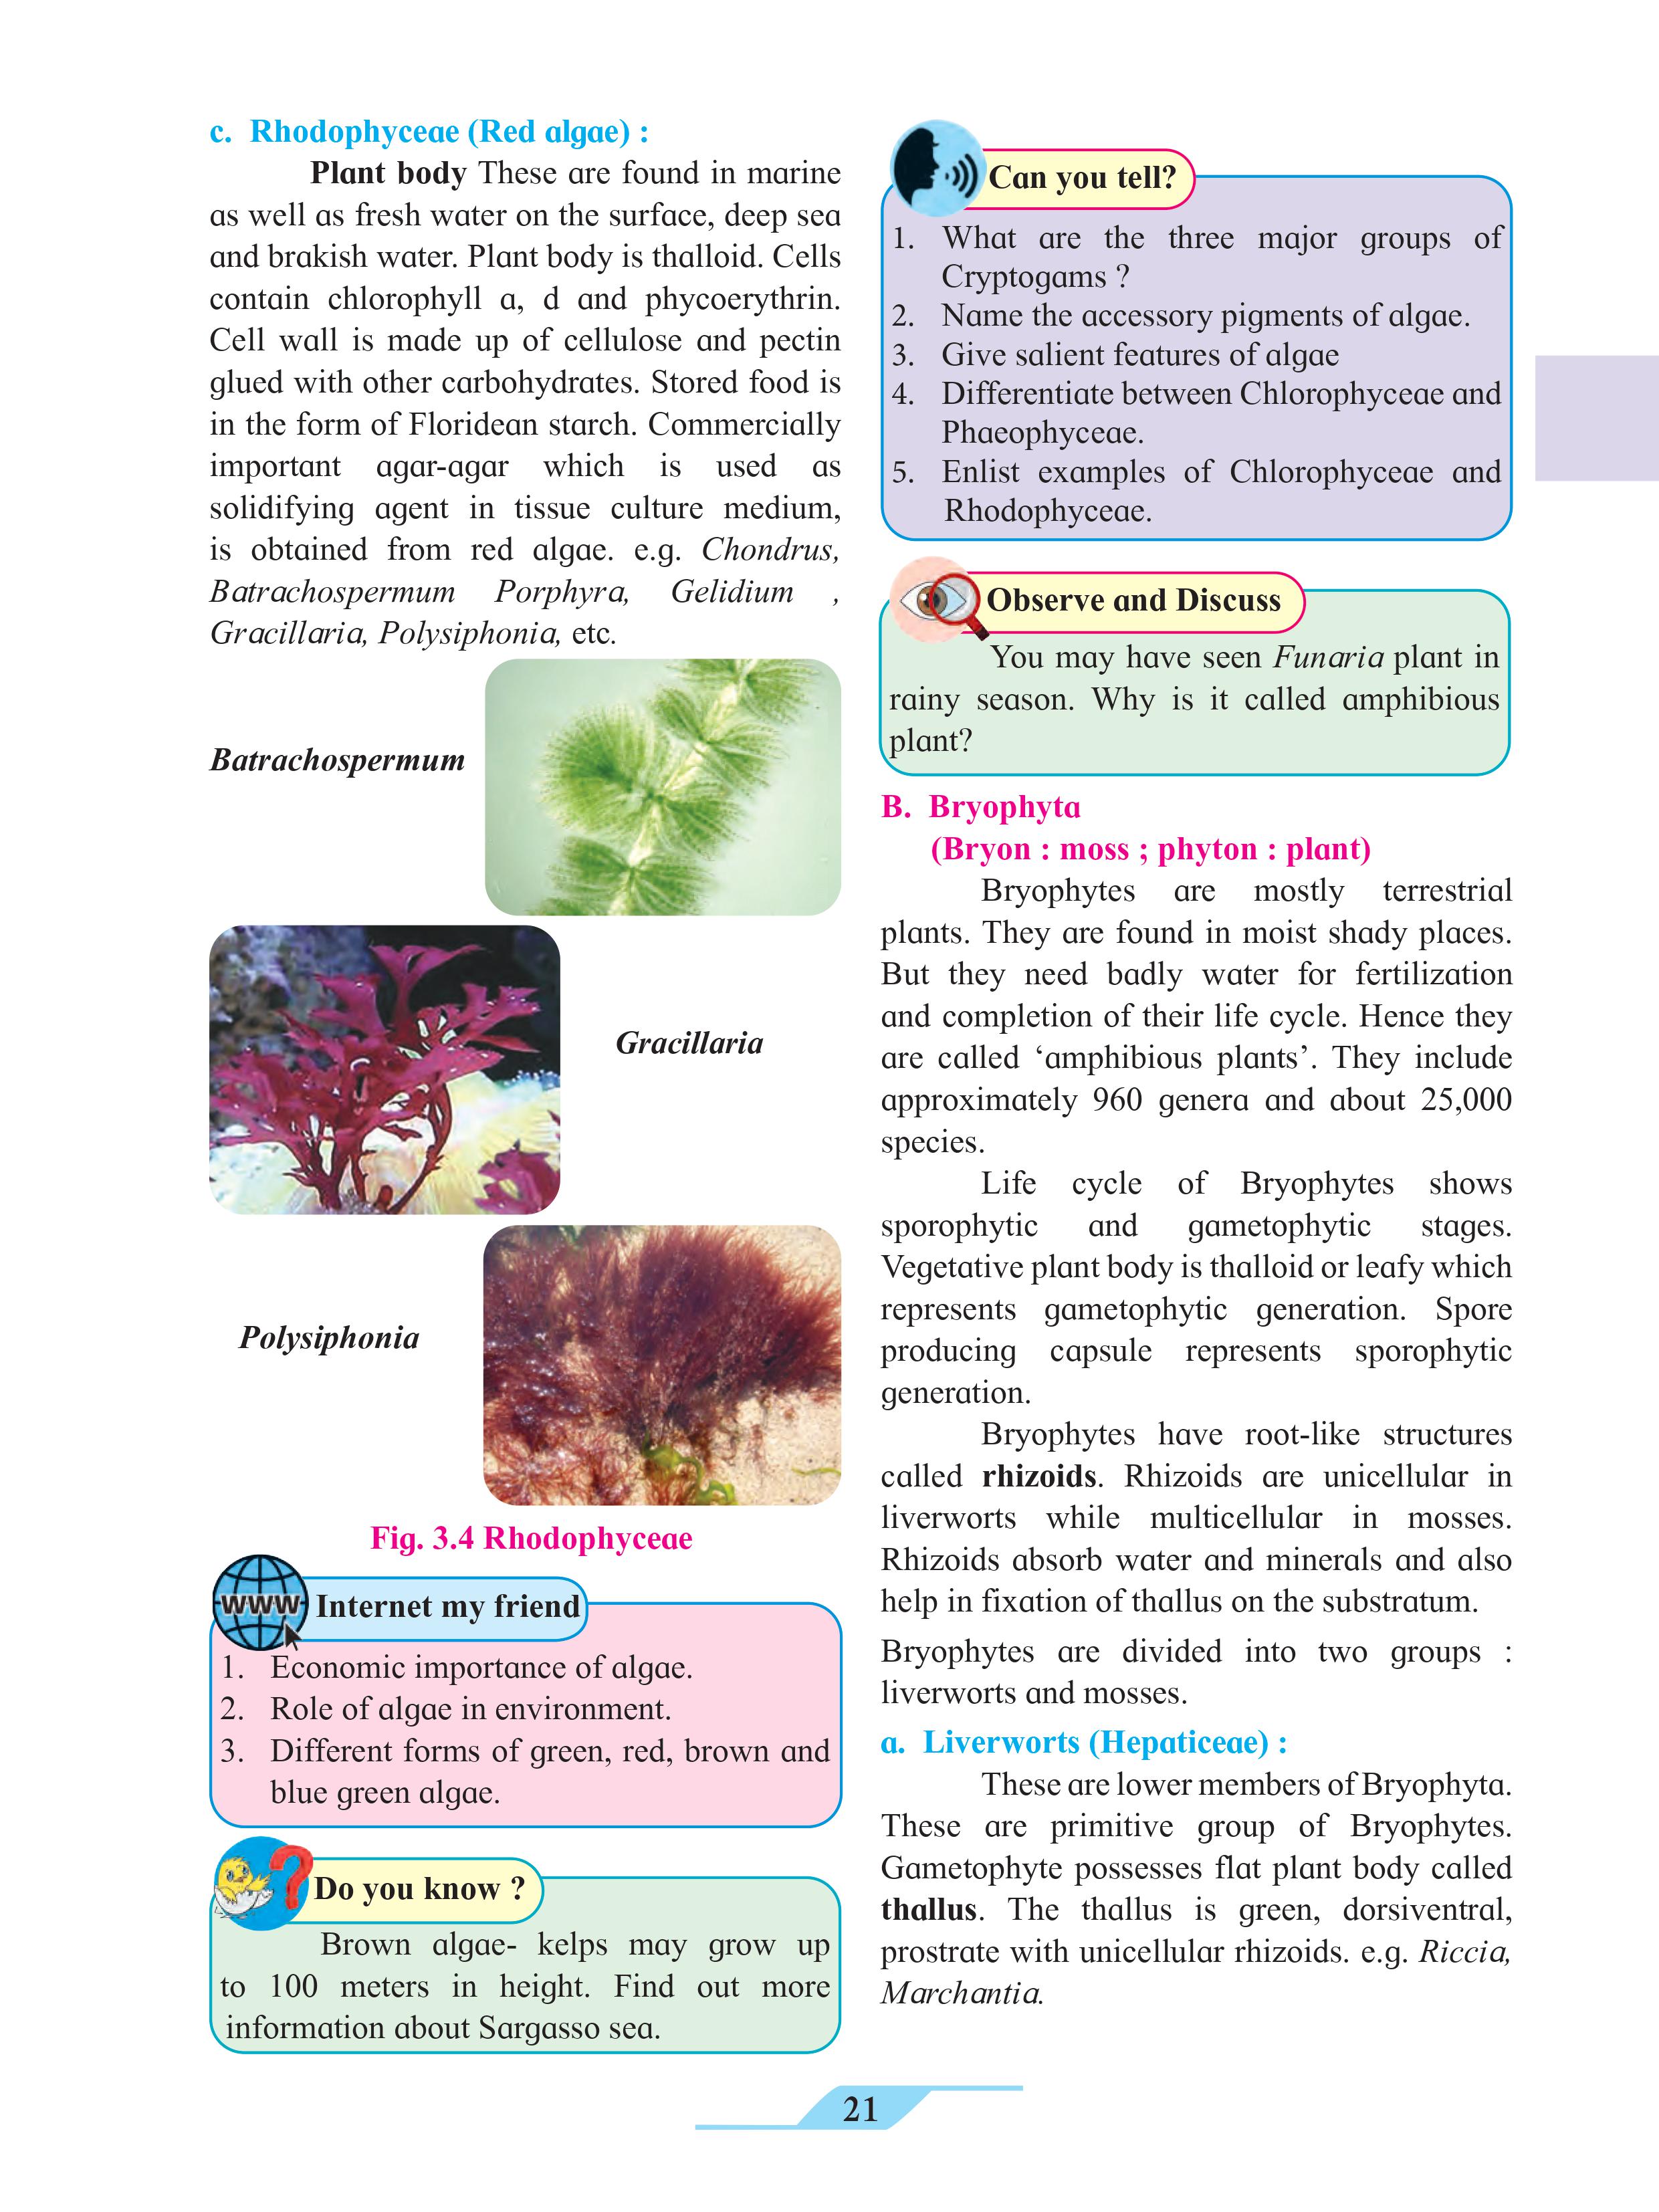 c. Rhodophyceae (Red algae) :
Plant body These are found in marine
as well as fresh water on the surface, deep sea
and brakish water. Plant body is thalloid. Cells
contain chlorophyll a, d and phycoerythrin.
Cell wall is made up of cellulose and pectin
glued with other carbohydrates. Stored food is
in the form of Floridean starch. Commercially
important agar-agar which is used as
solidifying agent in tissue culture medium,
is obtained from red algae. e.g. Chondrus,
Batrachospermum Porphyra, Gelidium ,
Gracillaria, Polysiphonia, etc.
Batrachospermum
Gracillaria
Polysiphonia
Fig. 3.4 Rhodophyceae
WWW
Internet my friend
1. Economic importance of algae.
2. Role of algae in environment.
3. Different forms of green, red, brown and
blue green algae.
?
Do you know ?
Brown algae- kelps may grow up
to 100 meters in height. Find out more
information about Sargasso sea.
Can you tell?
1. What are the three major groups of
Cryptogams ?
2. Name the accessory pigments of algae.
3. Give salient features of algae
4. Differentiate between Chlorophyceae and
Phaeophyceae.
5. Enlist examples of Chlorophyceae and
Rhodophyceae.
Observe and Discuss
You may have seen Funaria plant in
rainy season. Why is it called amphibious
plant?
B. Bryophyta
(Bryon : moss ; phyton : plant)
Bryophytes are mostly terrestrial
plants. They are found in moist shady places.
But they need badly water for fertilization
and completion of their life cycle. Hence they
are called ‘amphibious plants’. They include
approximately 960 genera and about 25,000
species.
Life cycle of Bryophytes shows
sporophytic and gametophytic stages.
Vegetative plant body is thalloid or leafy which
represents gametophytic generation. Spore
producing capsule represents sporophytic
generation.
Bryophytes have root-like structures
called rhizoids. Rhizoids are unicellular in
liverworts while multicellular in mosses.
Rhizoids absorb water and minerals and also
help in fixation of thallus on the substratum.
Bryophytes are divided into two groups :
liverworts and mosses.
a. Liverworts (Hepaticeae) :
These are lower members of Bryophyta.
These are primitive group of Bryophytes.
Gametophyte possesses flat plant body called
thallus. The thallus is green, dorsiventral,
prostrate with unicellular rhizoids. e.g. Riccia,
Marchantia.
21